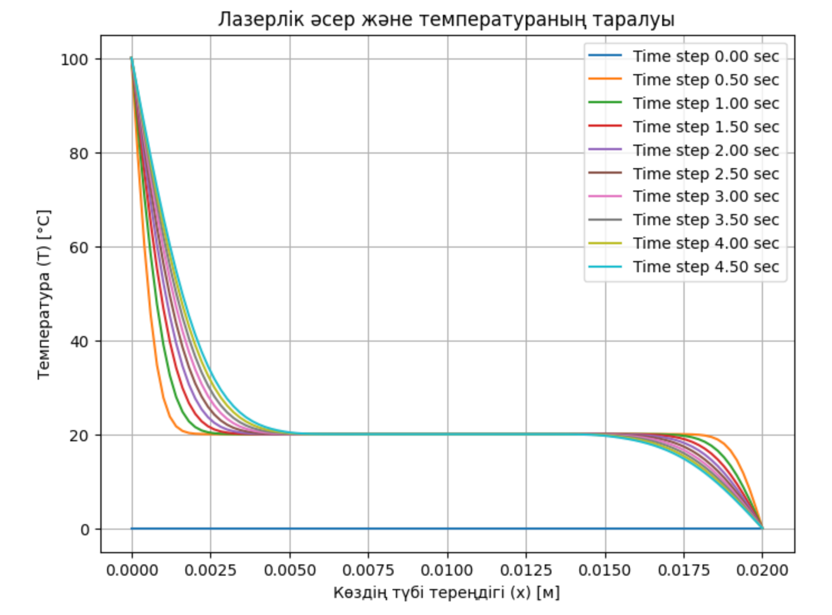 Лазерлік әсер және температураның таралуы
Time step 0.00 sec
Time step 0.50 sec
Time step 1.00 sec
Time step 1.50 sec
Time step 2.00 sec
Time step 2.50 sec
Time step 3.00 sec
Time step 3.50 sec
Time step 4.00 sec
Time step 4.50 sec
Температура (T) [°C]
100
80
60
40
20
0
0.0000 0.0025 0.0050 0.0075 0.0100 0.0125 0.0150 0.0175 0.0200
Көздің түбі тереңдігі (x) [м]